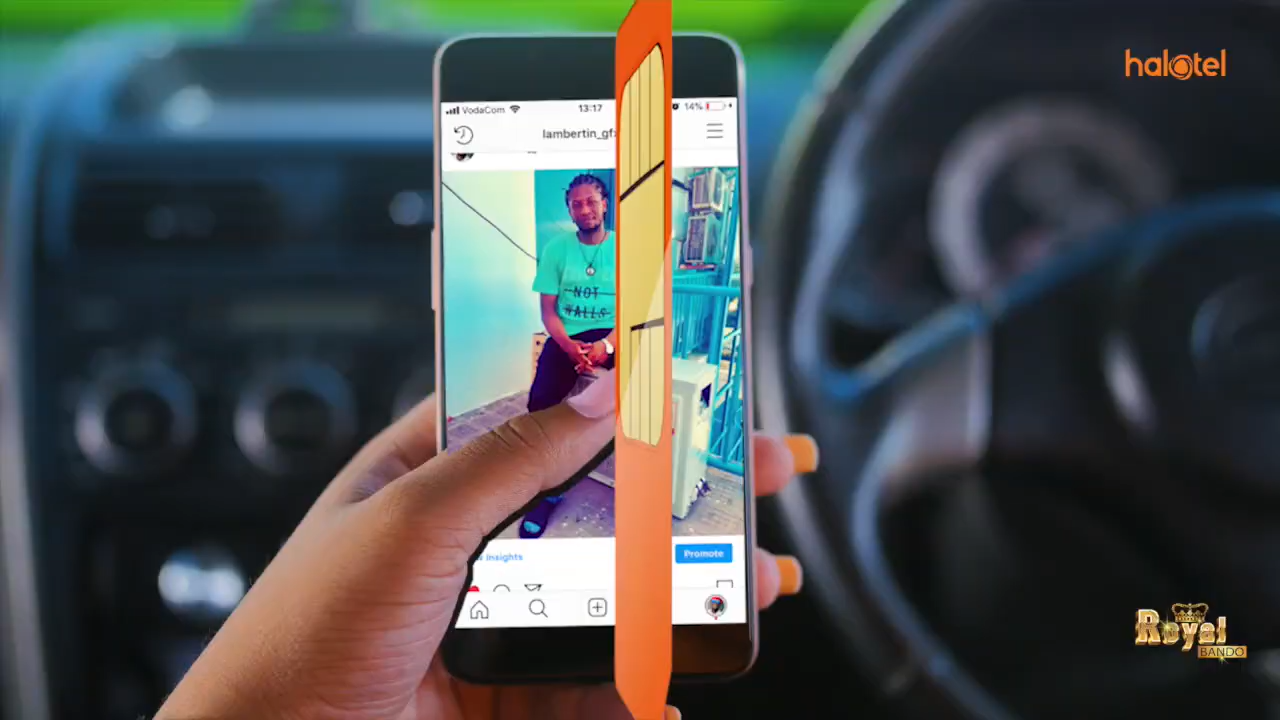 halotel
VodaCom
13:17
14%
lambertin_gf
NOT
WALLS
Insights
Promote
Royal
BANDO